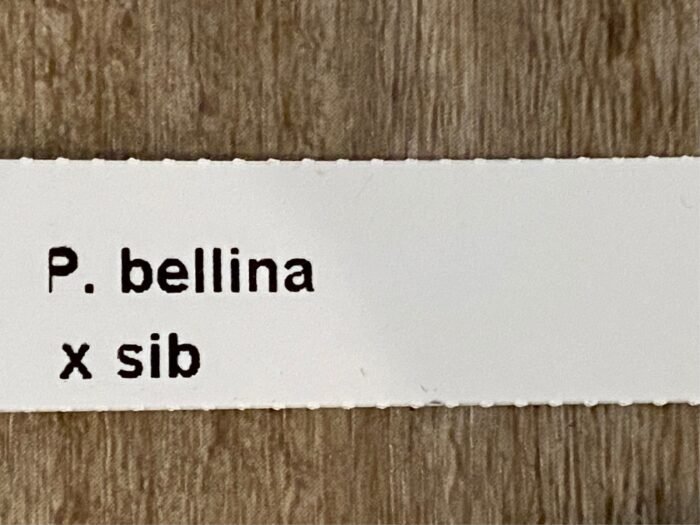 P. bellina
x sib